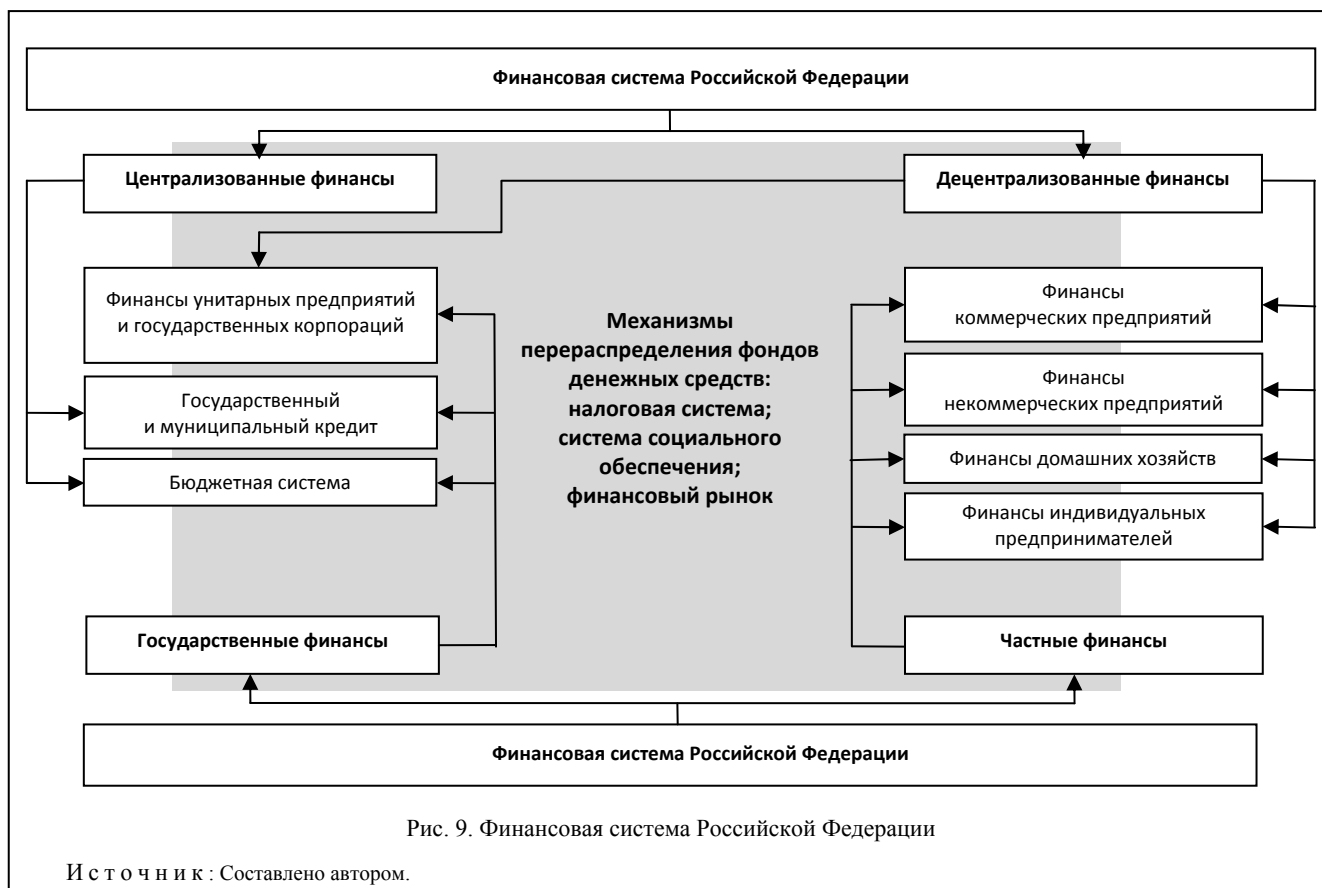 Финансовая система Российской Федерации
Централизованные финансы
Децентрализованные финансы
Финансы унитарных предприятий
и государственных корпораций
Государственный
и муниципальный кредит
Бюджетная система
Механизмы
перераспределения фондов
денежных средств:
налоговая система;
система социального
обеспечения;
финансовый рынок
Финансы
коммерческих предприятий
Финансы
некоммерческих предприятий
Финансы домашних хозяйств
Финансы индивидуальных
предпринимателей
Государственные финансы
Частные финансы
Финансовая система Российской Федерации
Рис. 9. Финансовая система Российской Федерации
И с т о ч н и к : Составлено автором.